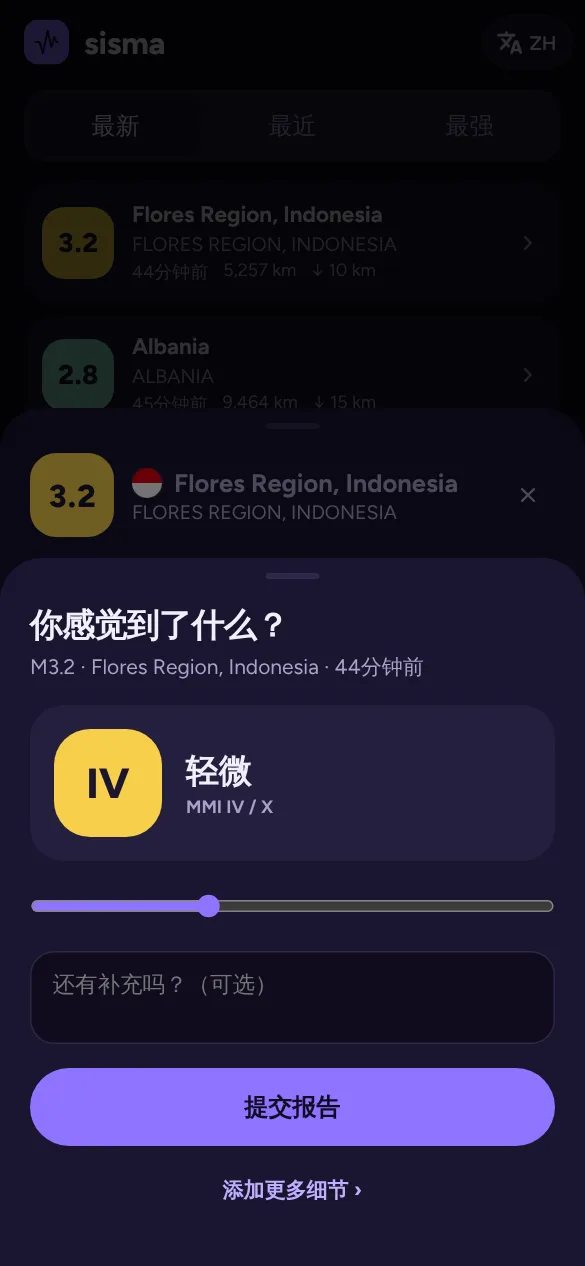 sisma
ZH
最新
最近
最强
3.2
Flores Region, Indonesia
FLORES REGION, INDONESIA
44分钟前 5,257 km ↓ 10 km
2.8
Albania
ALBANIA
45分钟前 9,464 km ↓ 15 km
3.2
Flores Region, Indonesia
FLORES REGION, INDONESIA
你感觉到了什么？
M3.2 · Flores Region, Indonesia · 44分钟前
IV
轻微
MMI IV / X
还有补充吗？（可选）
提交报告
添加更多细节 ›